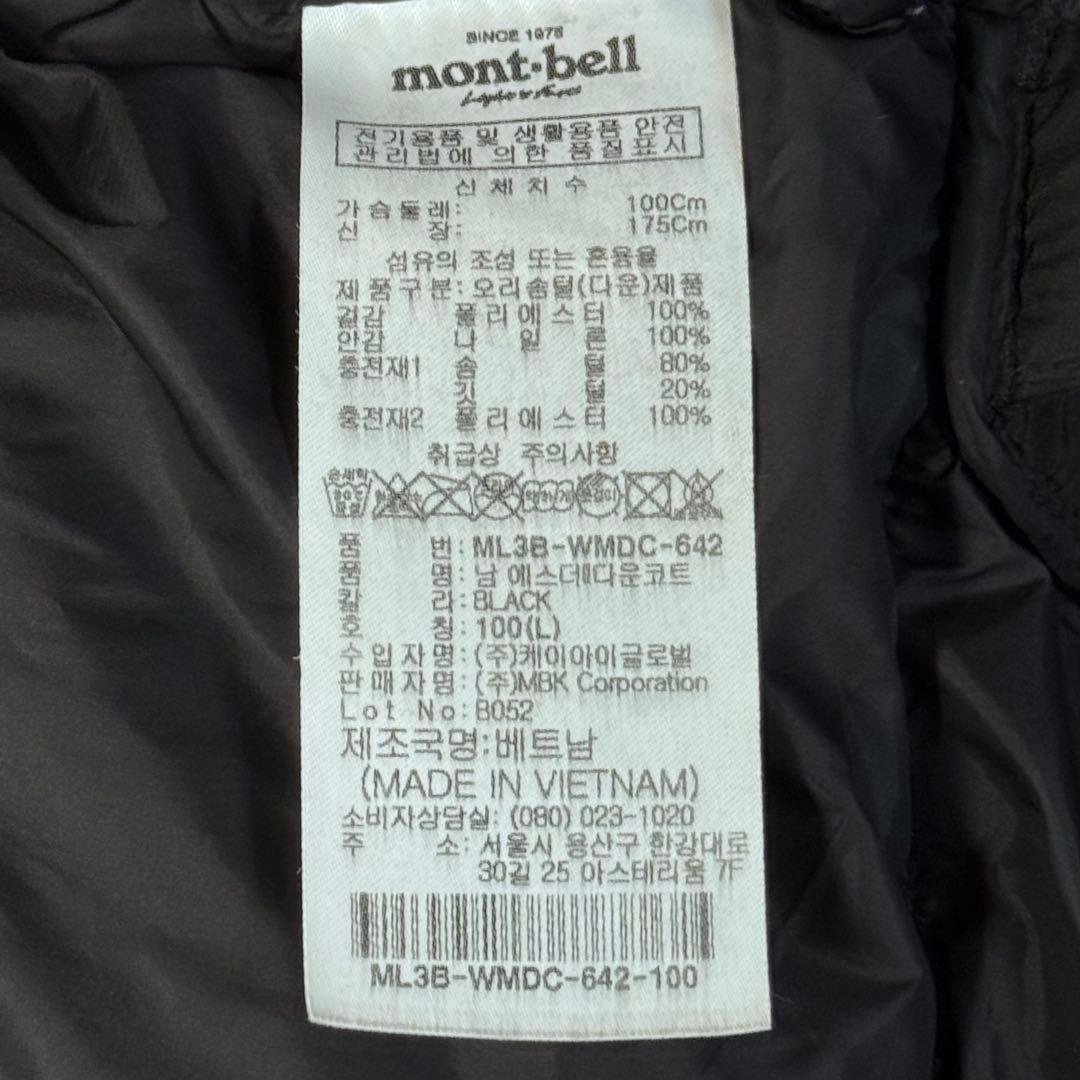 SINCE 1975
mont·bell
Light & Fast
전기용품 및 생활용품 안전
관리법에 의한 품질표시
신체치수
가슴둘레: 100Cm
신 장: 175Cm
섬유의 조성 또는 혼용율
제품구분: 오리솜털(다운)제품
겉감 폴리에스터 100%
안감 나 일 론 100%
충전재1 솜 털 80%
깃 털 20%
충전재2 폴리에스터 100%
취급상 주의사항
손세탁
품 번: ML3B-WMDC-642
품 명: 남 에스더Ⅱ다운코트
칼 라: BLACK
호 칭: 100(L)
수입자명: (주)케이아이글로벌
판매자명: (주)MBK Corporation
Lot No: B052
제조국명:베트남
(MADE IN VIETNAM)
소비자상담실: (080) 023-1020
주 소: 서울시 용산구 한강대로
30길 25 아스테리움 7F
ML3B-WMDC-642-100